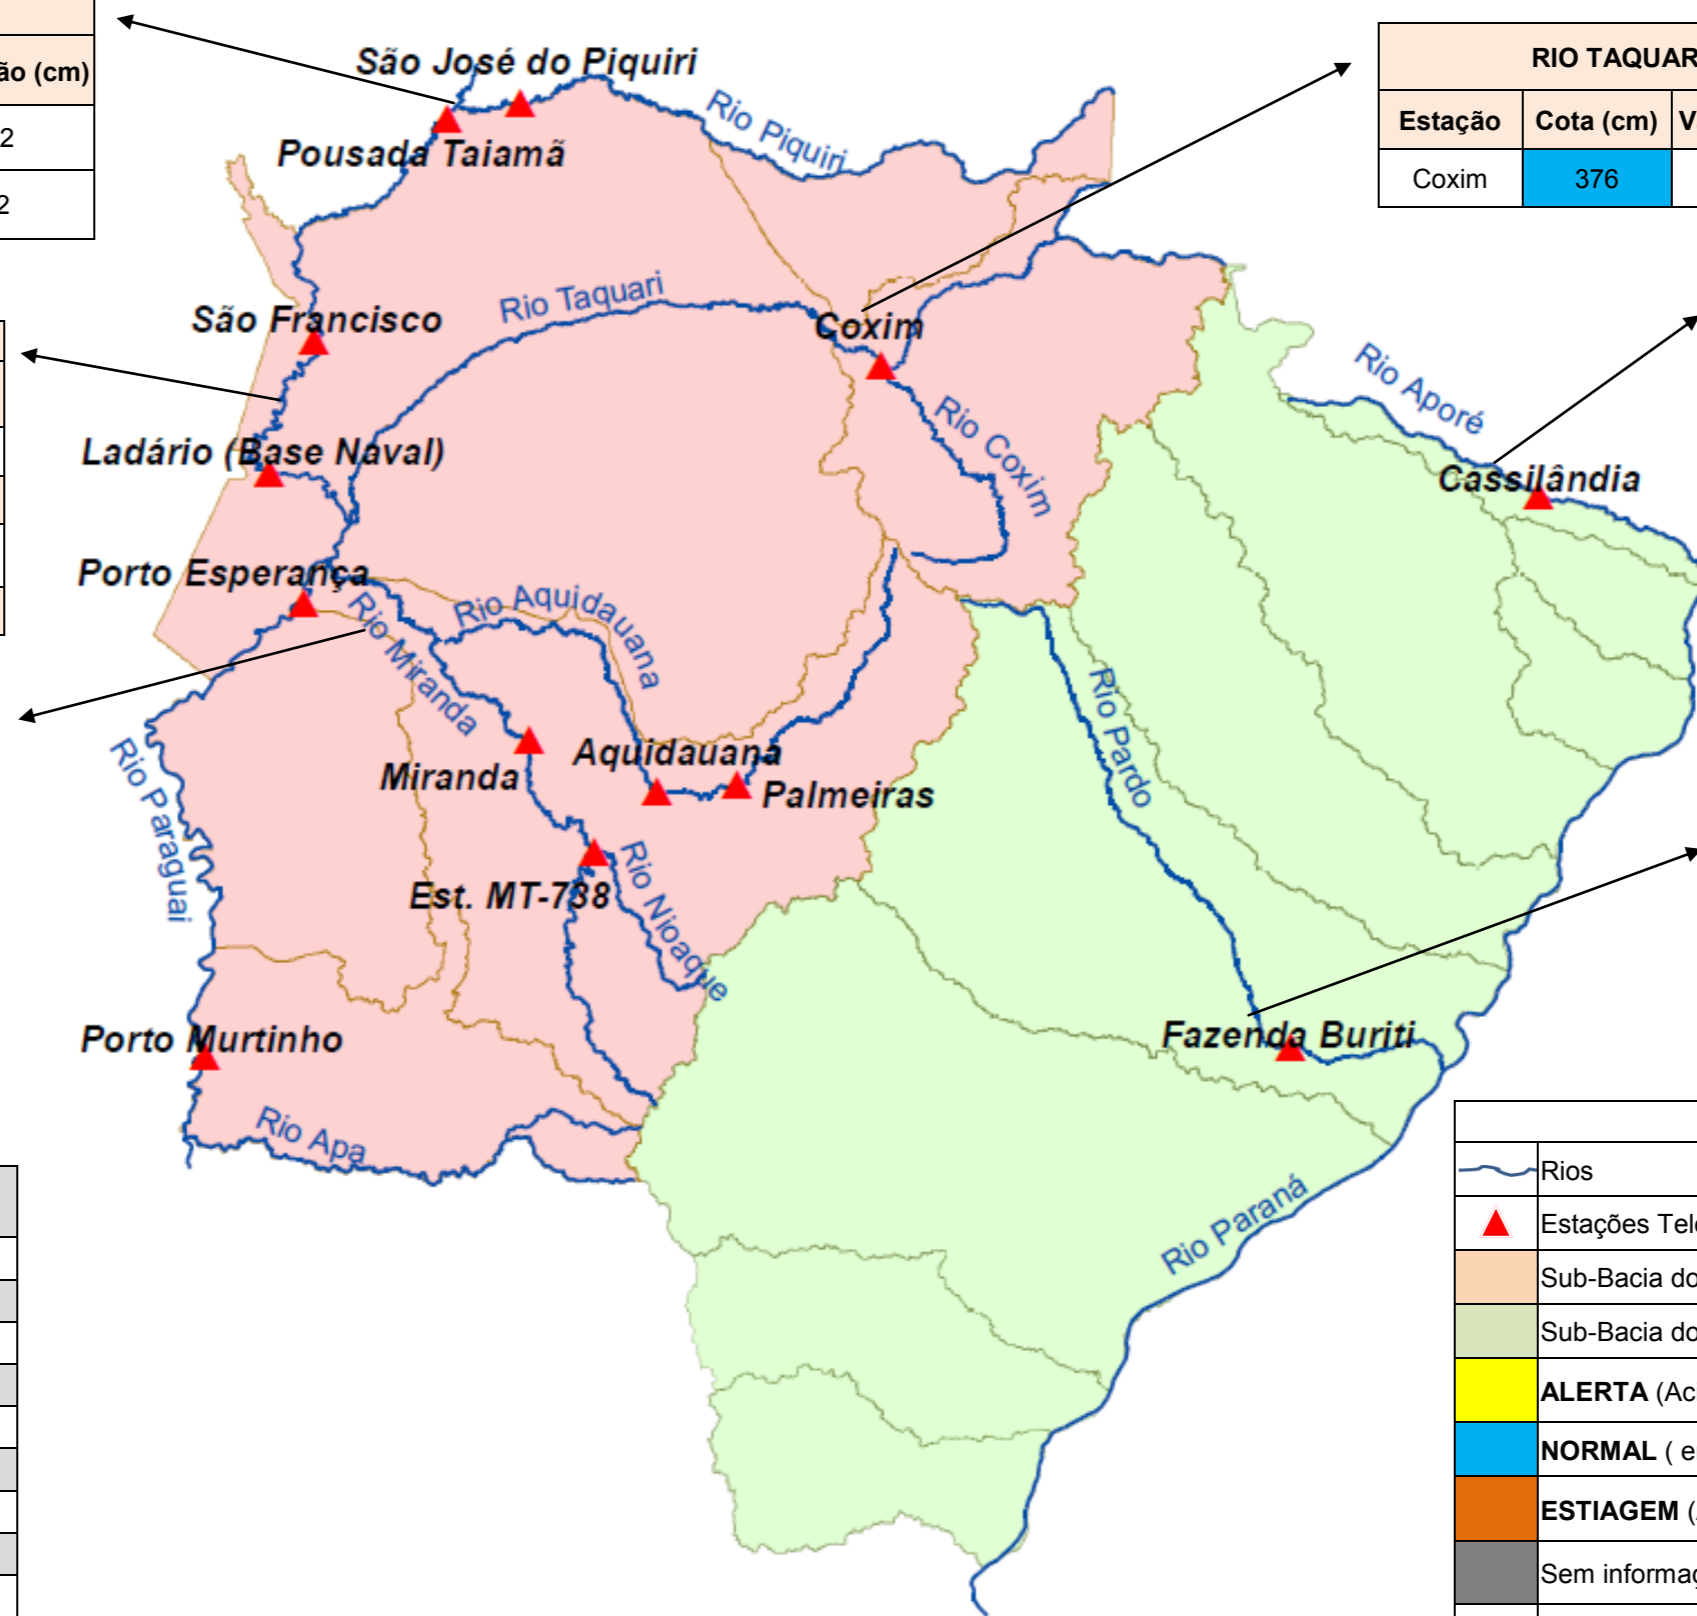 ão (cm)
2
2
RIO TAQUAR
Estação Cota (cm) V
Coxim 376
São José do Piquiri
Pousada Taiamã
Rio Piquiri
São Francisco
Rio Taquari
Coxim
Rio Aporé
Ladário (Base Naval)
Rio Coxim
Cassilândia
Porto Esperança
Rio Miranda
Rio Aquidauana
Rio Pardo
Miranda
Aquidauana
Palmeiras
Rio Paraguai
Est. MT-738
Rio Nioaque
Porto Murtinho
Fazenda Buriti
Rio Apa
Rio Paraná
Rios
Estações Tel
Sub-Bacia do
Sub-Bacia do
ALERTA (Aci
NORMAL ( e
ESTIAGEM (
Sem informaç